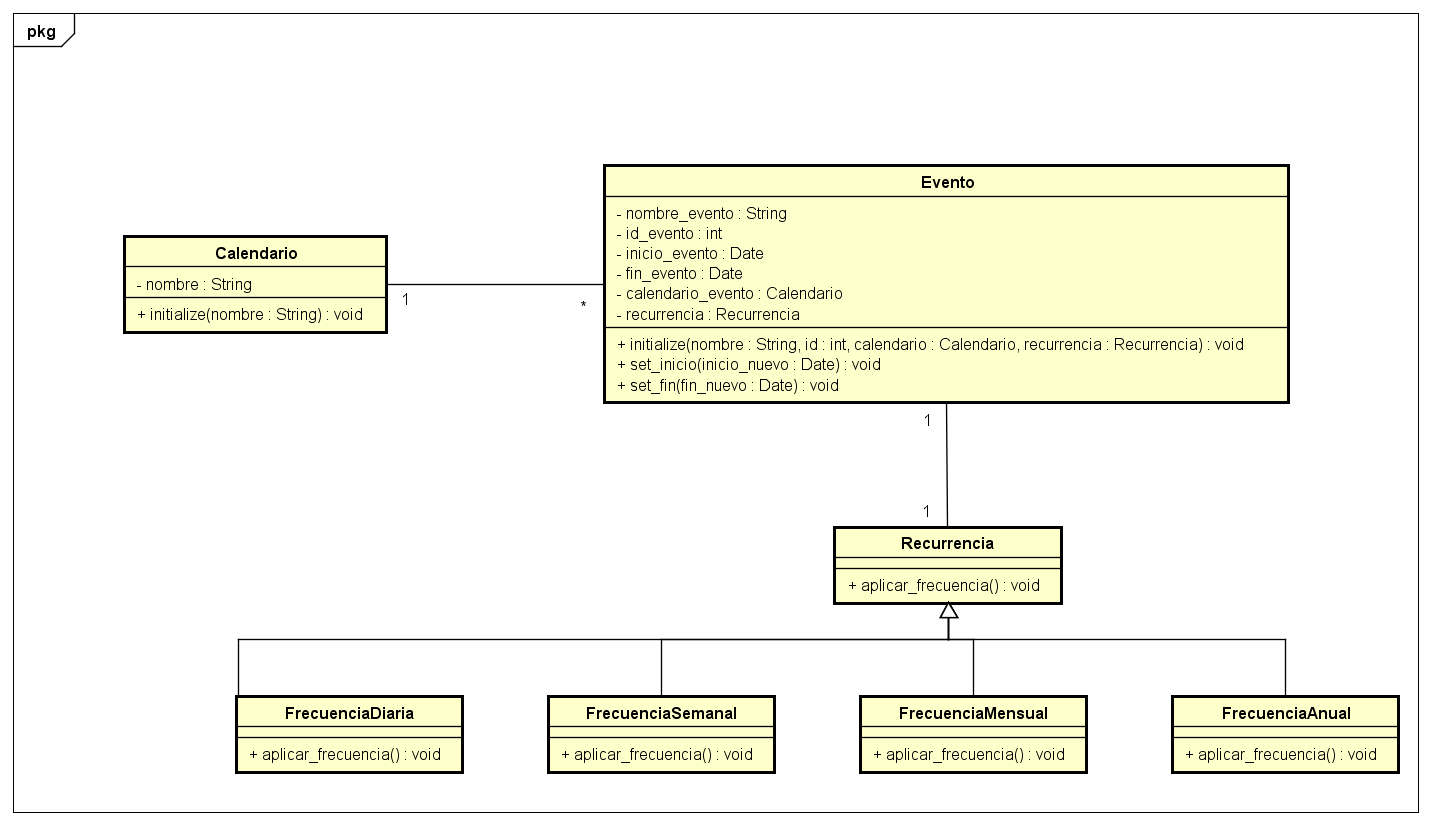 pkg
Evento
- nombre_evento : String
- id_evento : int
- inicio_evento : Date
- fin_evento : Date
- calendario_evento : Calendario
- recurrencia : Recurrencia
+ initialize(nombre : String, id : int, calendario : Calendario, recurrencia : Recurrencia) : void
+ set_inicio(inicio_nuevo : Date) : void
+ set_fin(fin_nuevo : Date) : void
Calendario
- nombre : String
+ initialize(nombre : String) : void
1
*
1
1
Recurrencia
+ aplicar_frecuencia() : void
FrecuenciaDiaria
+ aplicar_frecuencia() : void
FrecuenciaSemanal
+ aplicar_frecuencia() : void
FrecuenciaMensual
+ aplicar_frecuencia() : void
FrecuenciaAnual
+ aplicar_frecuencia() : void